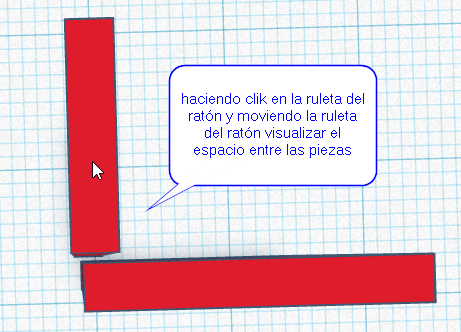 haciendo clik en la ruleta del
ratón y moviendo la ruleta
del ratón visualizar el
espacio entre las piezas